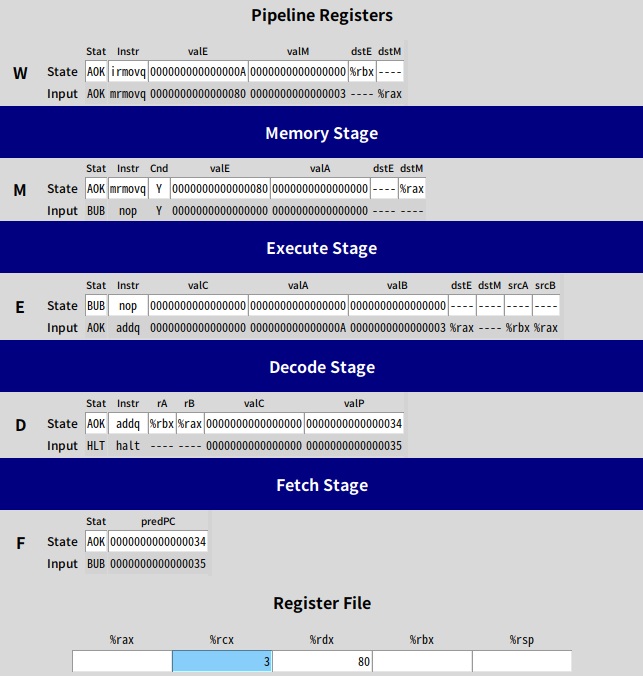 Pipeline Registers
Stat Instr valE valM dstE dstM
W State AOK irmovq 000000000000000A 0000000000000000 %rbx ----
Input AOK mrmovq 0000000000000080 0000000000000003 ---- %rax
Memory Stage
Stat Instr Cnd valE valA dstE dstM
M State AOK mrmovq Y 0000000000000080 0000000000000000 ---- %rax
Input BUB nop Y 0000000000000000 0000000000000000 ---- ----
Execute Stage
Stat Instr valC valA valB dstE dstM srcA srcB
E State BUB nop 0000000000000000 0000000000000000 0000000000000000 ---- ---- ---- ----
Input AOK addq 0000000000000000 000000000000000A 0000000000000003 %rax ---- %rbx %rax
Decode Stage
Stat Instr rA rB valC valP
D State AOK addq %rbx %rax 0000000000000000 0000000000000034
Input HLT halt ---- ---- 0000000000000000 0000000000000035
Fetch Stage
Stat predPC
F State AOK 0000000000000034
Input BUB 0000000000000035
Register File
%rax %rcx %rdx %rbx %rsp
3 80